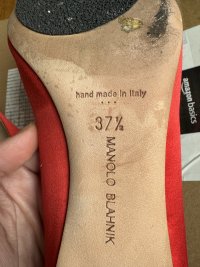 hand made in Italy
37½
MANOLO BLAHNIK
amazon basics